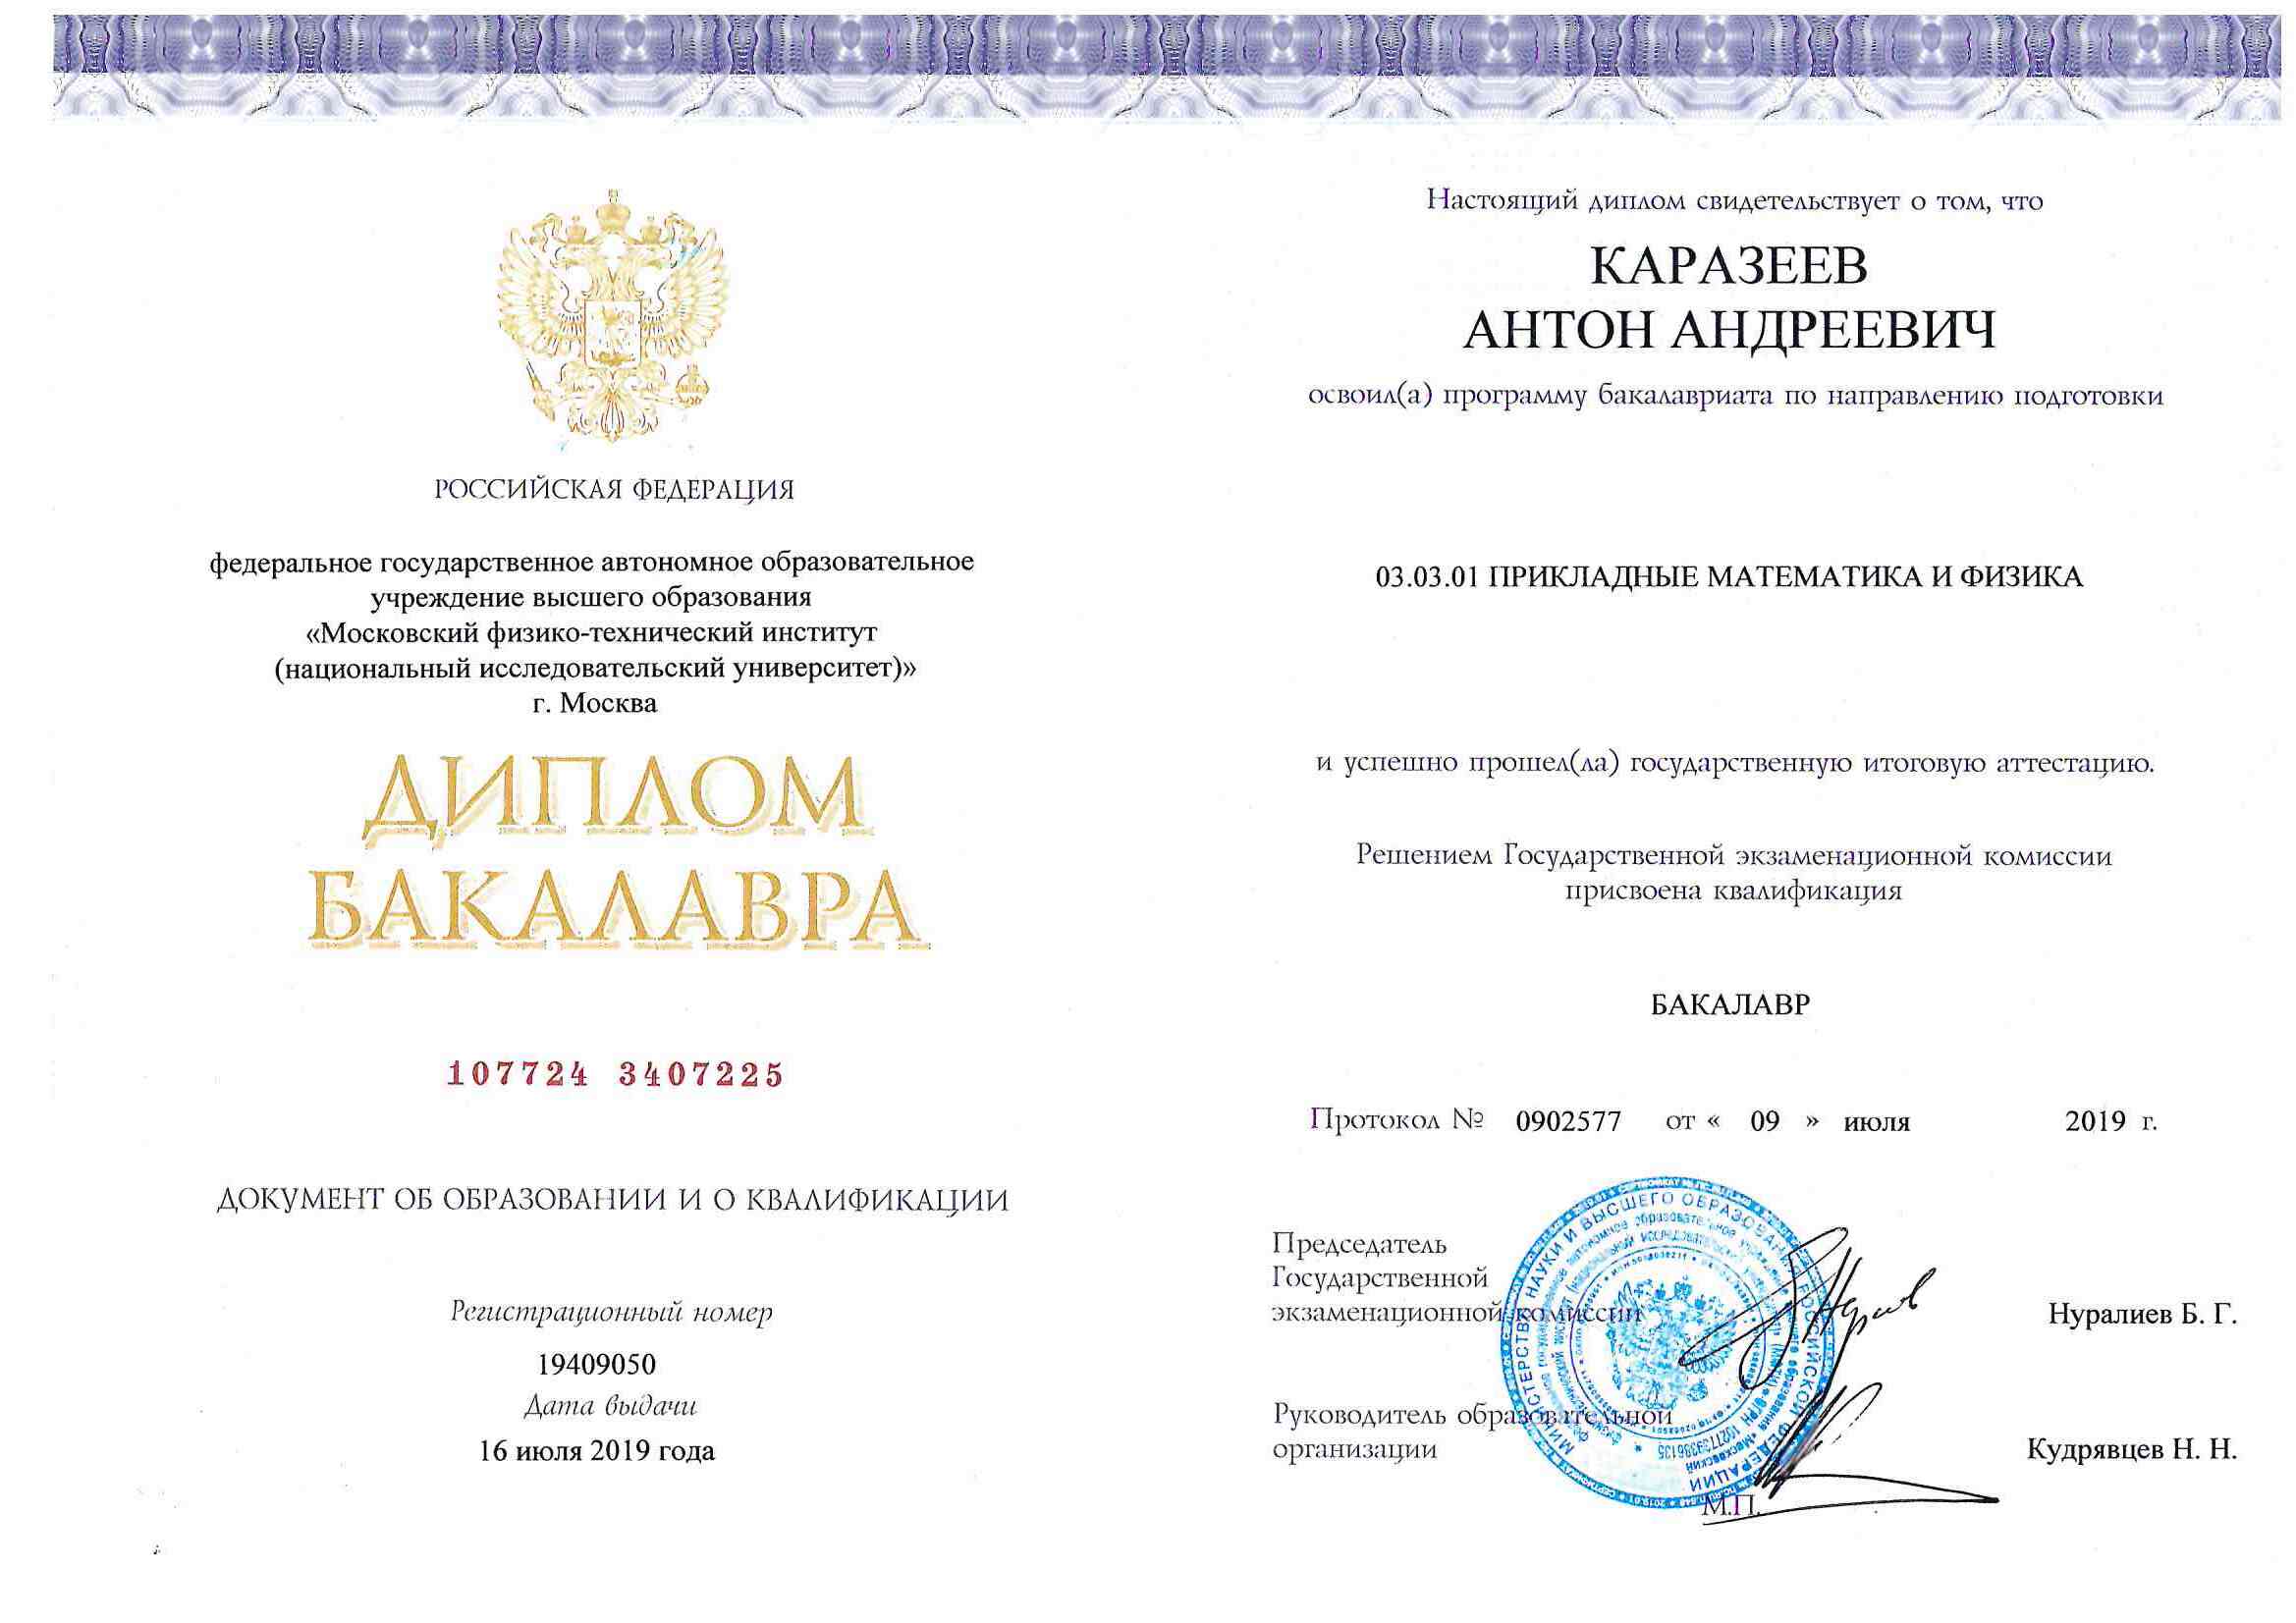 РОССИЙСКАЯ ФЕДЕРАЦИЯ
федеральное государственное автономное образовательное
учреждение высшего образования
«Московский физико-технический институт
(национальный исследовательский университет)»
г. Москва
ДИПЛОМ
БАКАЛАВРА
107724 3407225
ДОКУМЕНТ ОБ ОБРАЗОВАНИИ И О КВАЛИФИКАЦИИ
Регистрационный номер
19409050
Дата выдачи
16 июля 2019 года
Настоящий диплом свидетельствует о том, что
КАРАЗЕЕВ
АНТОН АНДРЕЕВИЧ
освоил(а) программу бакалавриата по направлению подготовки
03.03.01 ПРИКЛАДНЫЕ МАТЕМАТИКА И ФИЗИКА
и успешно прошел(ла) государственную итоговую аттестацию.
Решением Государственной экзаменационной комиссии
присвоена квалификация
БАКАЛАВР
Протокол № 0902577 от « 09 » июля 2019 г.
Председатель
Государственной
экзаменационной комиссии
Нуралиев Б. Г.
Руководитель образовательной
организации
Кудрявцев Н. Н.
М.П.
МИНИСТЕРСТВО НАУКИ И ВЫСШЕГО ОБРАЗОВАНИЯ РОССИЙСКОЙ ФЕДЕРАЦИИ